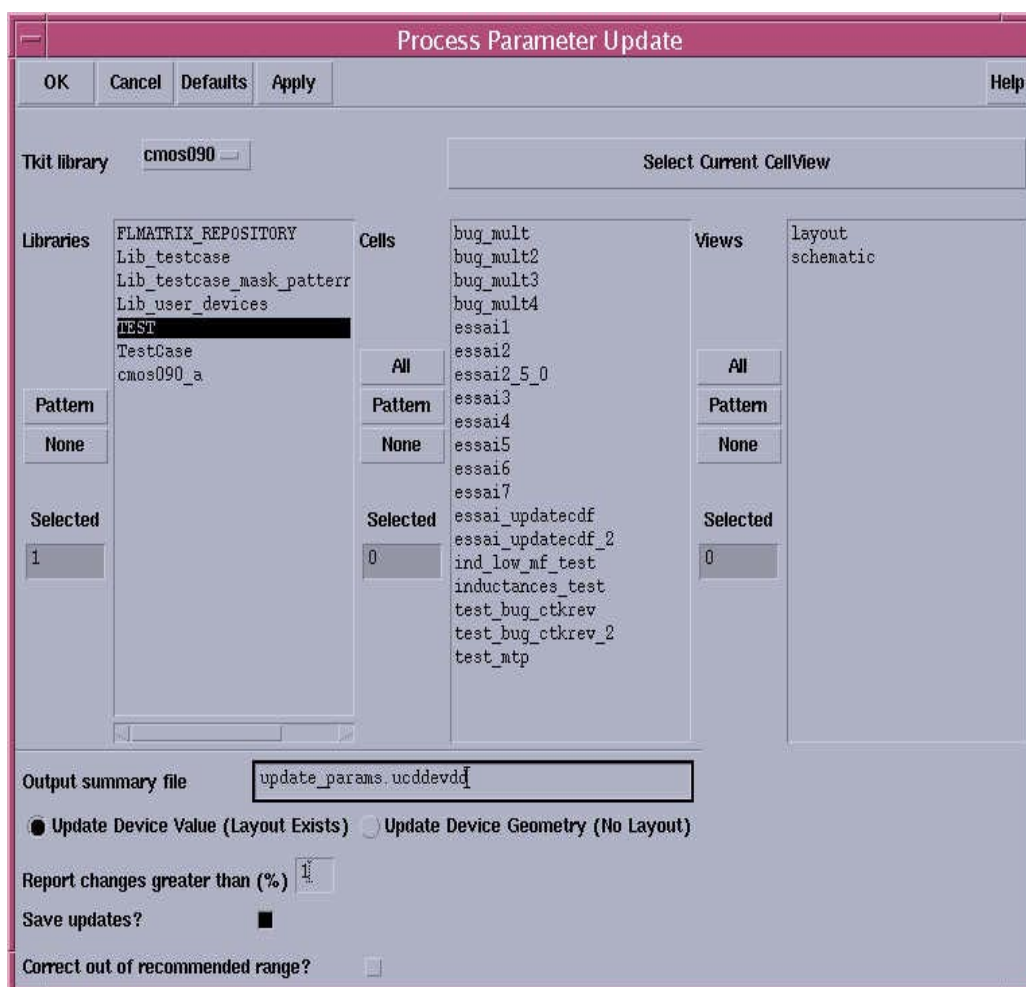 Process Parameter Update
OK Cancel Defaults Apply Help
Tkit library cmos090 Select Current CellView
Libraries
FLMATRIX_REPOSITORY
Lib_testcase
Lib_testcase_mask_patterr
Lib_user_devices
TEST
TestCase
cmos090_a
Pattern
None
Selected
1
Cells
bug_mult
bug_mult2
bug_mult3
bug_mult4
essai1
essai2
essai2_5_0
essai3
essai4
essai5
essai6
essai7
essai_updatecdf
essai_updatecdf_2
ind_low_mf_test
inductances_test
test_bug_ctkrev
test_bug_ctkrev_2
test_mtp
All
Pattern
None
Selected
0
Views
layout
schematic
All
Pattern
None
Selected
0
Output summary file update_params.ucddevdd
Update Device Value (Layout Exists) Update Device Geometry (No Layout)
Report changes greater than (%) 1
Save updates?
Correct out of recommended range?